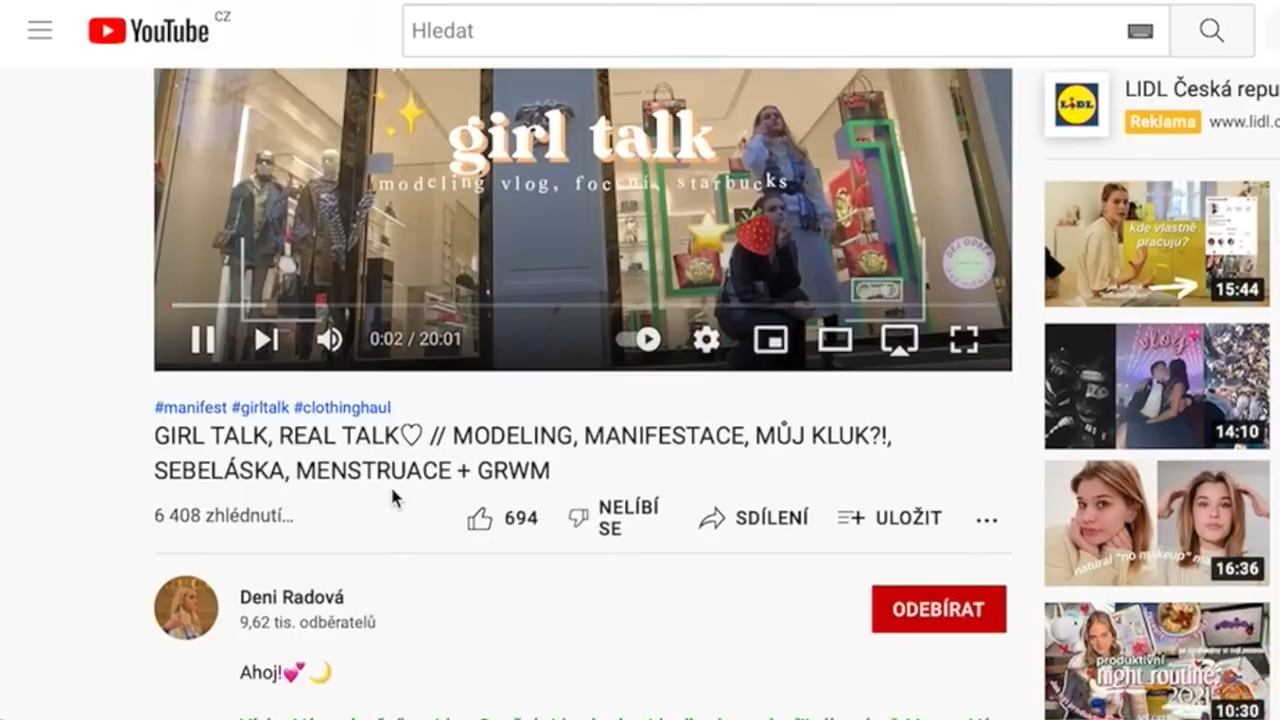 YouTube CZ
Hledat
girl talk
modeling vlog, focení, starbucks
0:02 / 20:01
#manifest #girltalk #clothinghaul
GIRL TALK, REAL TALK♡ // MODELING, MANIFESTACE, MŮJ KLUK?!,
SEBELÁSKA, MENSTRUACE + GRWM
6 408 zhlédnutí...
694
NELÍBÍ
SE
SDÍLENÍ
ULOŽIT
Deni Radová
9,62 tis. odběratelů
ODEBÍRAT
Ahoj!💕🌙
LIDL
LIDL Česká repu
Reklama www.lidl.c
kde vlastně
pracuju?
15:44
vlog
14:10
natural "no makeup" ma
16:36
produktivní
night routine
2021
10:30